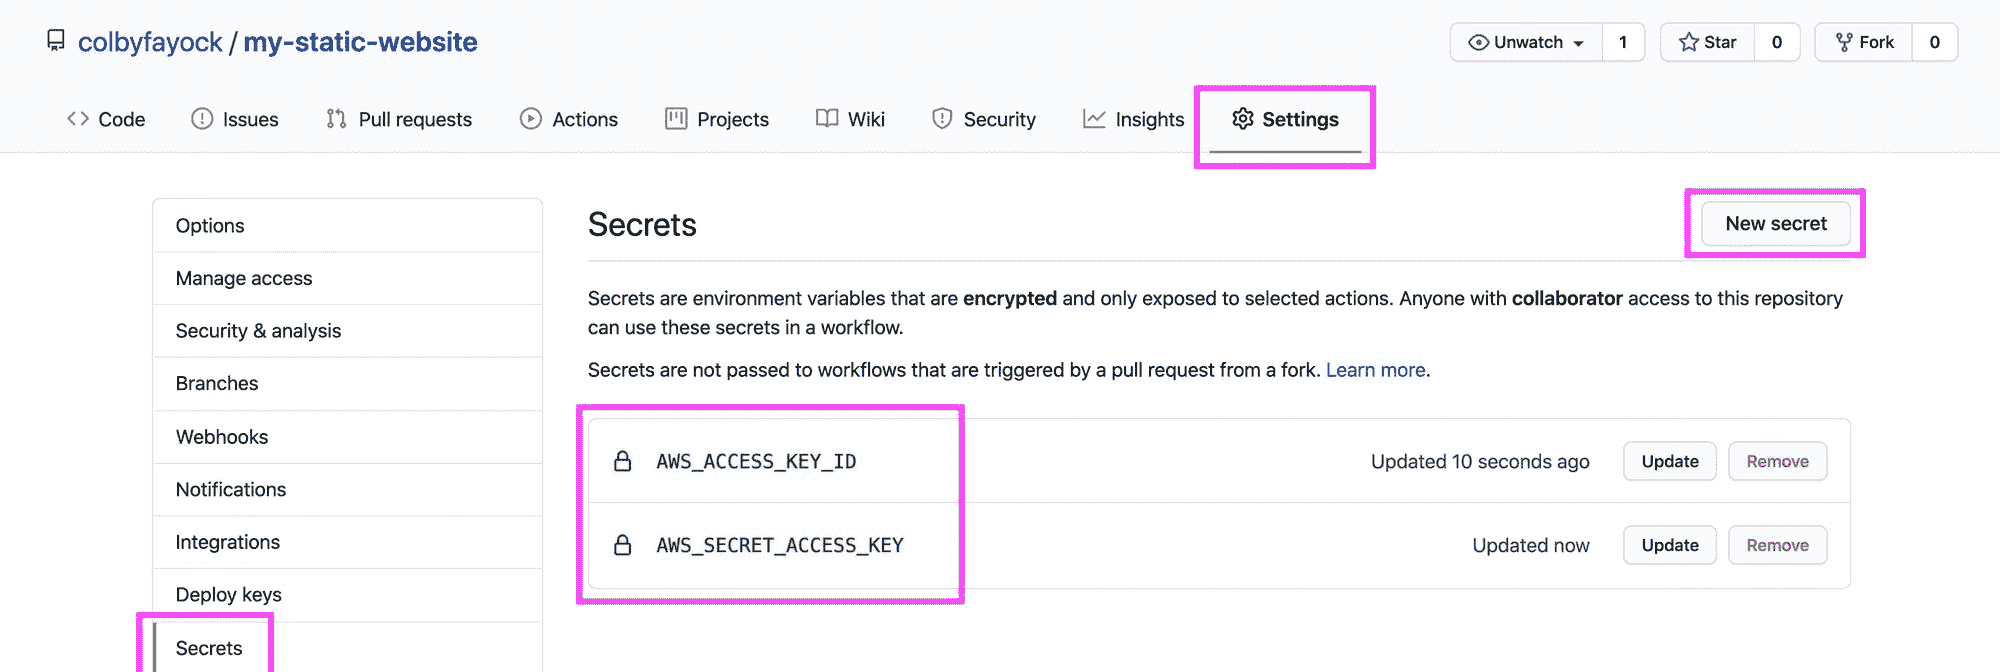 colbyfayock / my-static-website
Unwatch 1 Star 0 Fork 0
Code Issues Pull requests Actions Projects Wiki Security Insights Settings
Options
Manage access
Security & analysis
Branches
Webhooks
Notifications
Integrations
Deploy keys
Secrets
Secrets
New secret
Secrets are environment variables that are encrypted and only exposed to selected actions. Anyone with collaborator access to this repository
can use these secrets in a workflow.
Secrets are not passed to workflows that are triggered by a pull request from a fork. Learn more.
AWS_ACCESS_KEY_ID Updated 10 seconds ago Update Remove
AWS_SECRET_ACCESS_KEY Updated now Update Remove